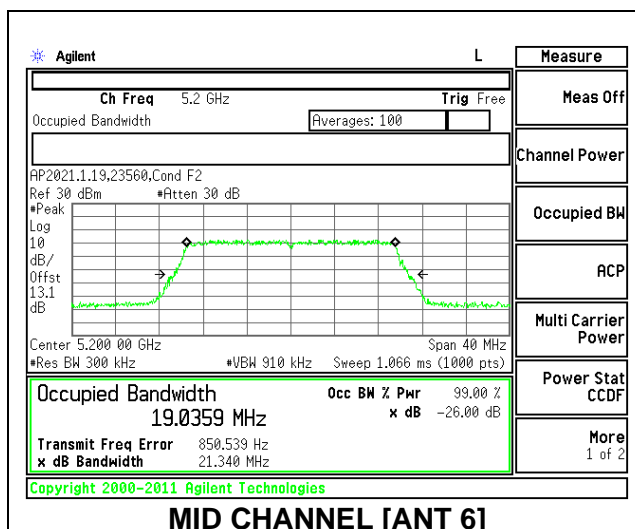 Agilent L
Ch Freq 5.2 GHz Trig Free
Occupied Bandwidth Averages: 100
AP2021.1.19,23560,Cond F2
Ref 30 dBm #Atten 30 dB
#Peak
Log
10
dB/
Offst
13.1
dB
Center 5.200 00 GHz Span 40 MHz
#Res BW 300 kHz #VBW 910 kHz Sweep 1.066 ms (1000 pts)
Occupied Bandwidth Occ BW % Pwr 99.00 %
19.0359 MHz x dB -26.00 dB
Transmit Freq Error 850.539 Hz
x dB Bandwidth 21.340 MHz
Copyright 2000-2011 Agilent Technologies
Measure
Meas Off
Channel Power
Occupied BW
ACP
Multi Carrier
Power
Power Stat
CCDF
More
1 of 2
MID CHANNEL [ANT 6]